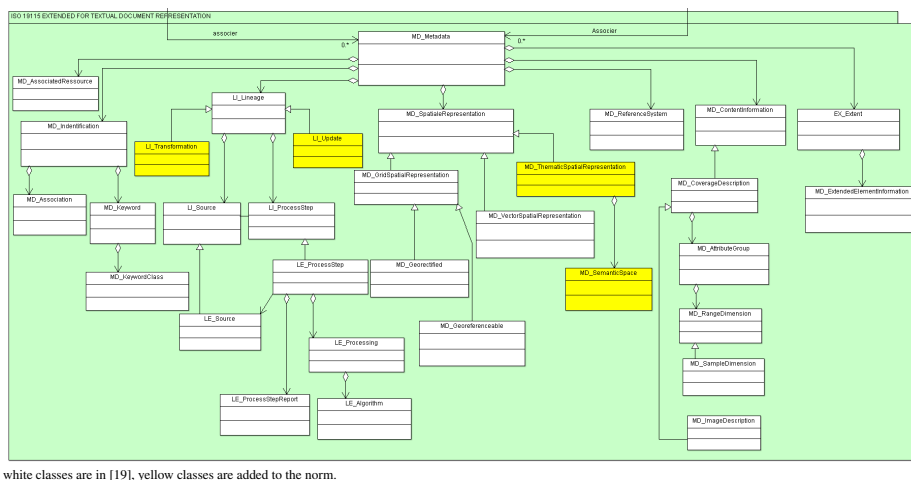 ISO 19115 EXTENDED FOR TEXTUAL DOCUMENT REPRESENTATION
associer
Associer
0.*
0.*
MD_Metadata
MD_AssociatedRessource
LI_Lineage
MD_SpatialeRepresentation
MD_ReferenceSystem
MD_ContentInformation
EX_Extent
MD_Indentification
LI_Transformation
LI_Update
MD_ThematicSpatialRepresentation
MD_GridSpatialRepresentation
MD_CoverageDescription
MD_ExtendedElementInformation
MD_Association
MD_Keyword
LI_Source
LI_ProcessStep
MD_VectorSpatialRepresentation
MD_AttributeGroup
MD_KeywordClass
LE_ProcessStep
MD_Georectified
MD_SemanticSpace
MD_RangeDimension
LE_Source
MD_Georeferenceable
LE_Processing
MD_SampleDimension
LE_ProcessStepReport
LE_Algorithm
MD_ImageDescription
white classes are in [19], yellow classes are added to the norm.